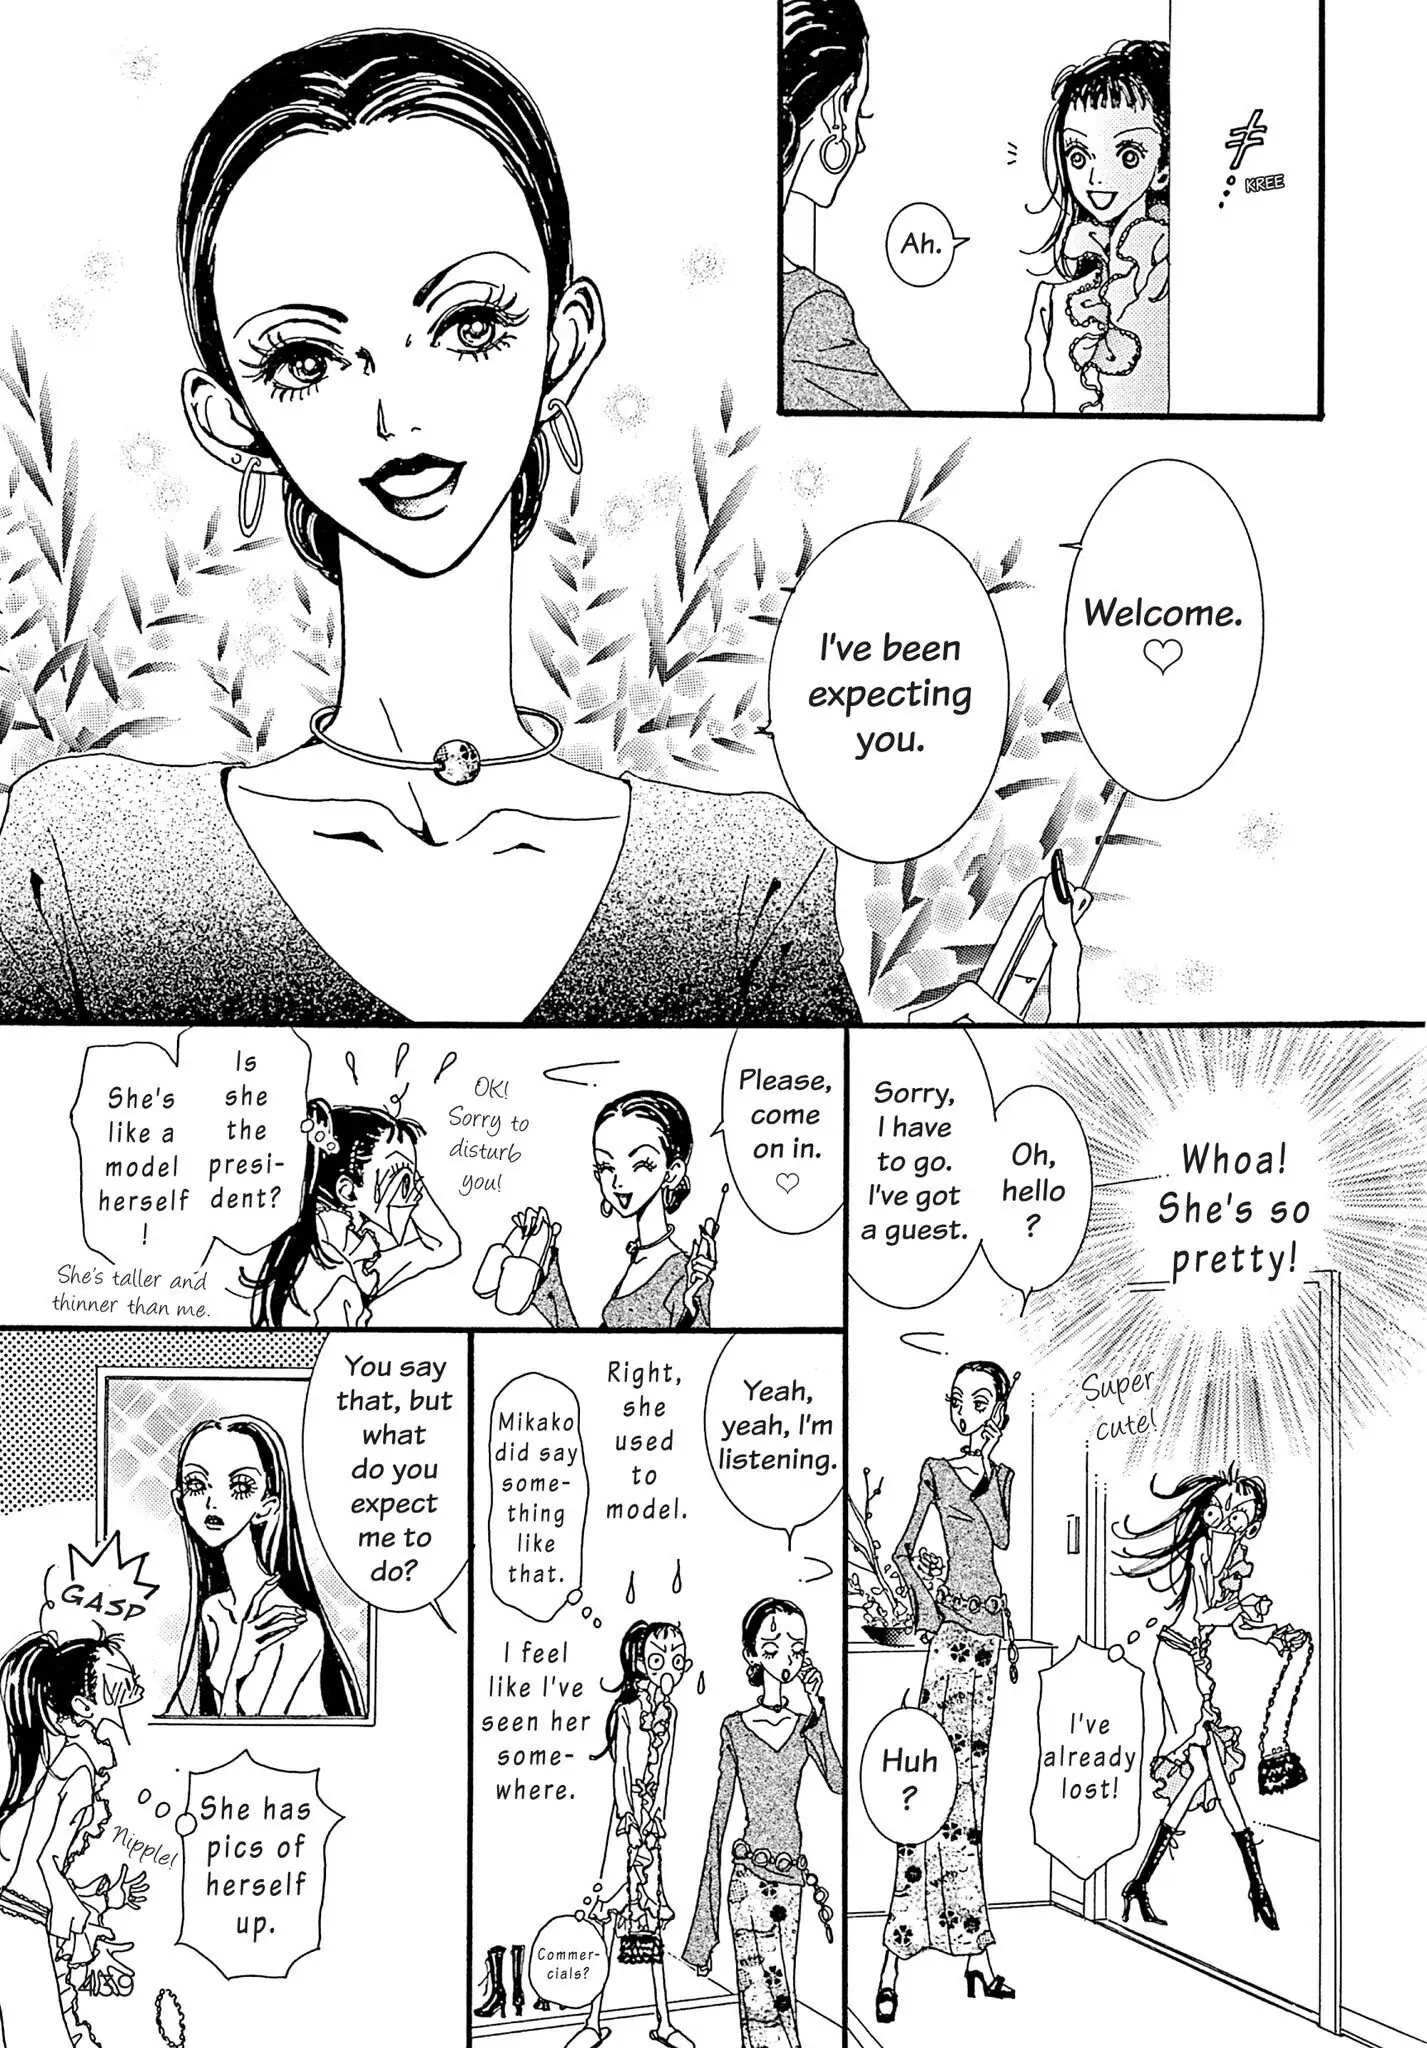 キ
KREE
Ah.
Welcome.
♡
I've been
expecting
you.
Whoa!
She's so
pretty!
Oh,
hello
?
Sorry,
I have
to go.
I've got
a guest.
Super
cute!
I've
already
lost!
Huh
?
Please,
come
on in.
♡
OK!
Sorry to
disturb
you!
Is
she
the
presi-
dent?
She's
like a
model
herself
!
She's taller and
thinner than me.
Yeah,
yeah, I'm
listening.
Right,
she
used
to
model.
Mikako
did say
some-
thing
like
that.
I feel
like I've
seen her
some-
where.
Commer-
cials?
You say
that, but
what
do you
expect
me to
do?
GASP
She has
pics of
herself
up.
Nipple!